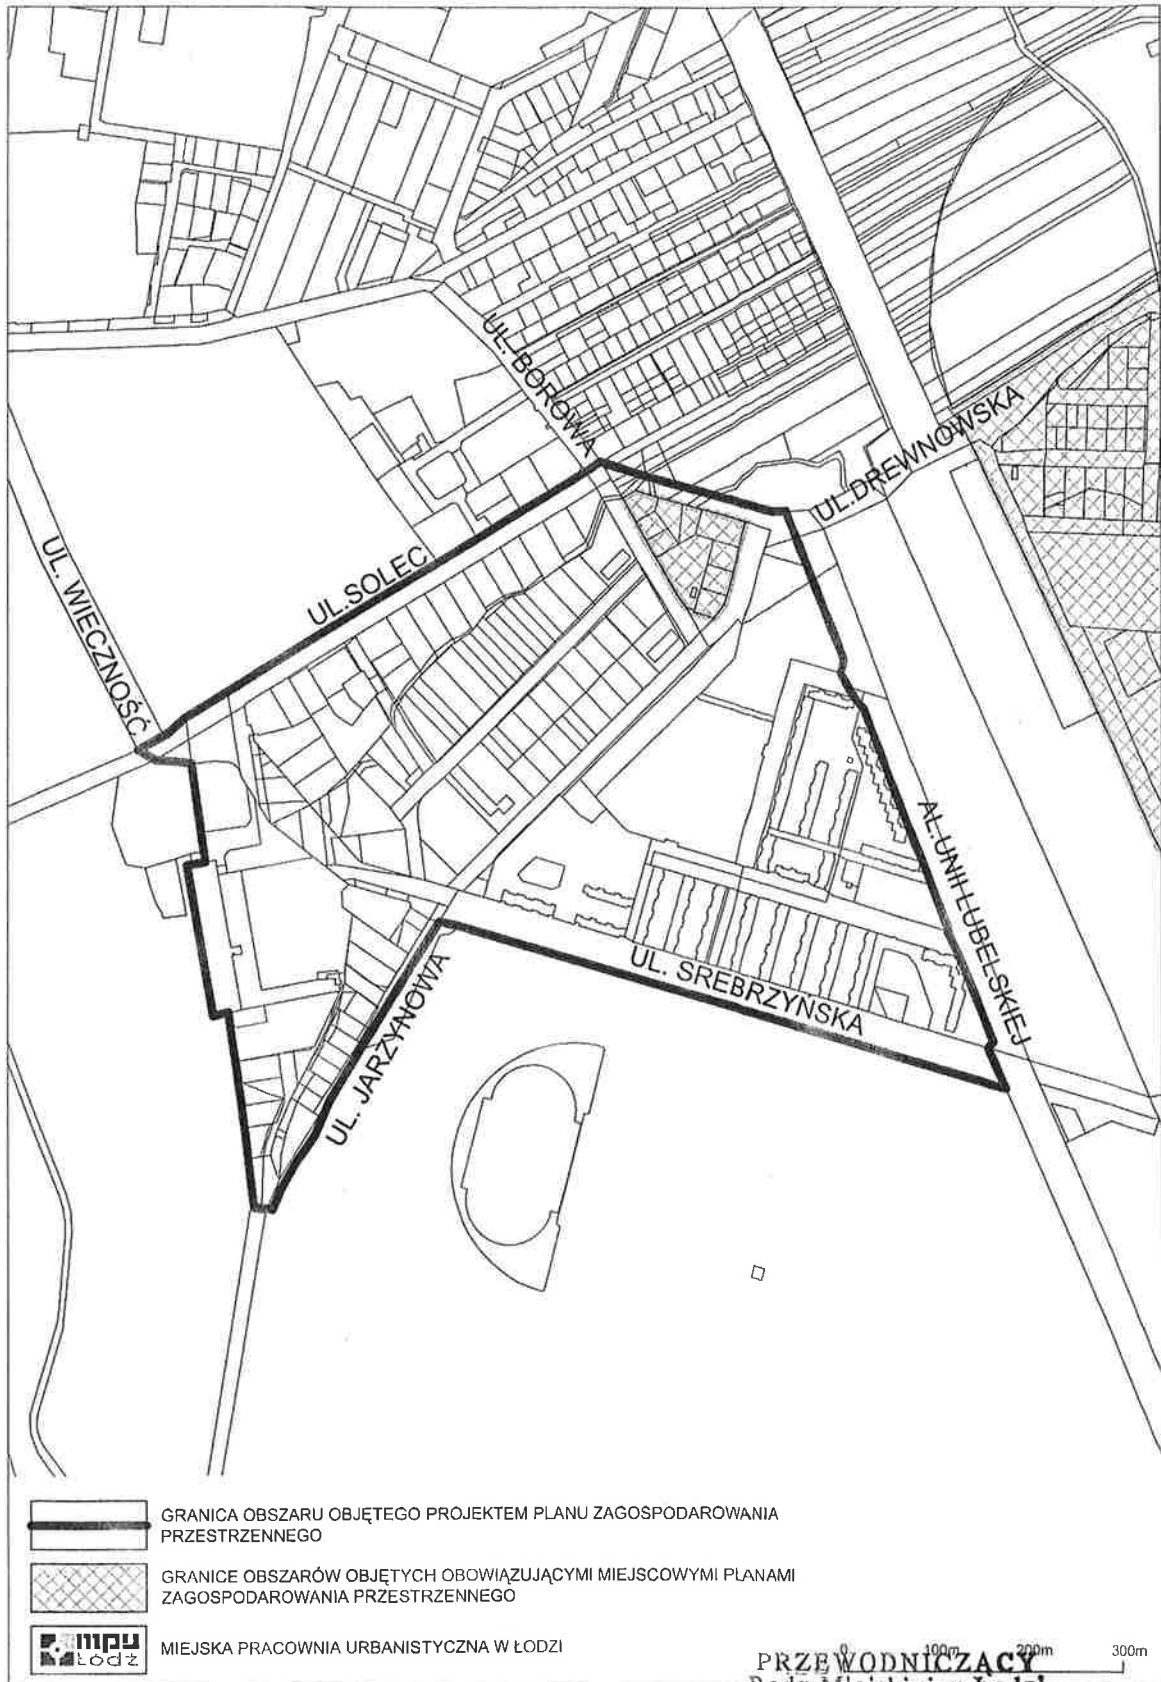 UL. BOROWA
UL.DREWNOWSKA
UL.SOLEC
UL. WIECZNOŚĆ
AL.UNII LUBELSKIEJ
UL. SREBRZYŃSKA
UL. JARZYNOWA
GRANICA OBSZARU OBJĘTEGO PROJEKTEM PLANU ZAGOSPODAROWANIA
PRZESTRZENNEGO
GRANICE OBSZARÓW OBJĘTYCH OBOWIĄZUJĄCYMI MIEJSCOWYMI PLANAMI
ZAGOSPODAROWANIA PRZESTRZENNEGO
mpu
ŁÓDŹ
MIEJSKA PRACOWNIA URBANISTYCZNA W ŁODZI
0 100m 200m 300m
PRZEWODNICZĄCY